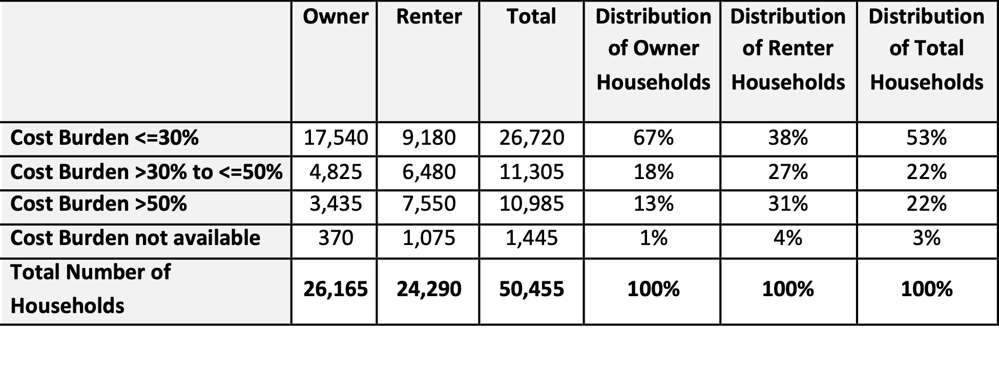 Owner Renter Total Distribution of Owner Households Distribution of Renter Households Distribution of Total Households
Cost Burden <=30% 17,540 9,180 26,720 67% 38% 53%
Cost Burden >30% to <=50% 4,825 6,480 11,305 18% 27% 22%
Cost Burden >50% 3,435 7,550 10,985 13% 31% 22%
Cost Burden not available 370 1,075 1,445 1% 4% 3%
Total Number of Households 26,165 24,290 50,455 100% 100% 100%